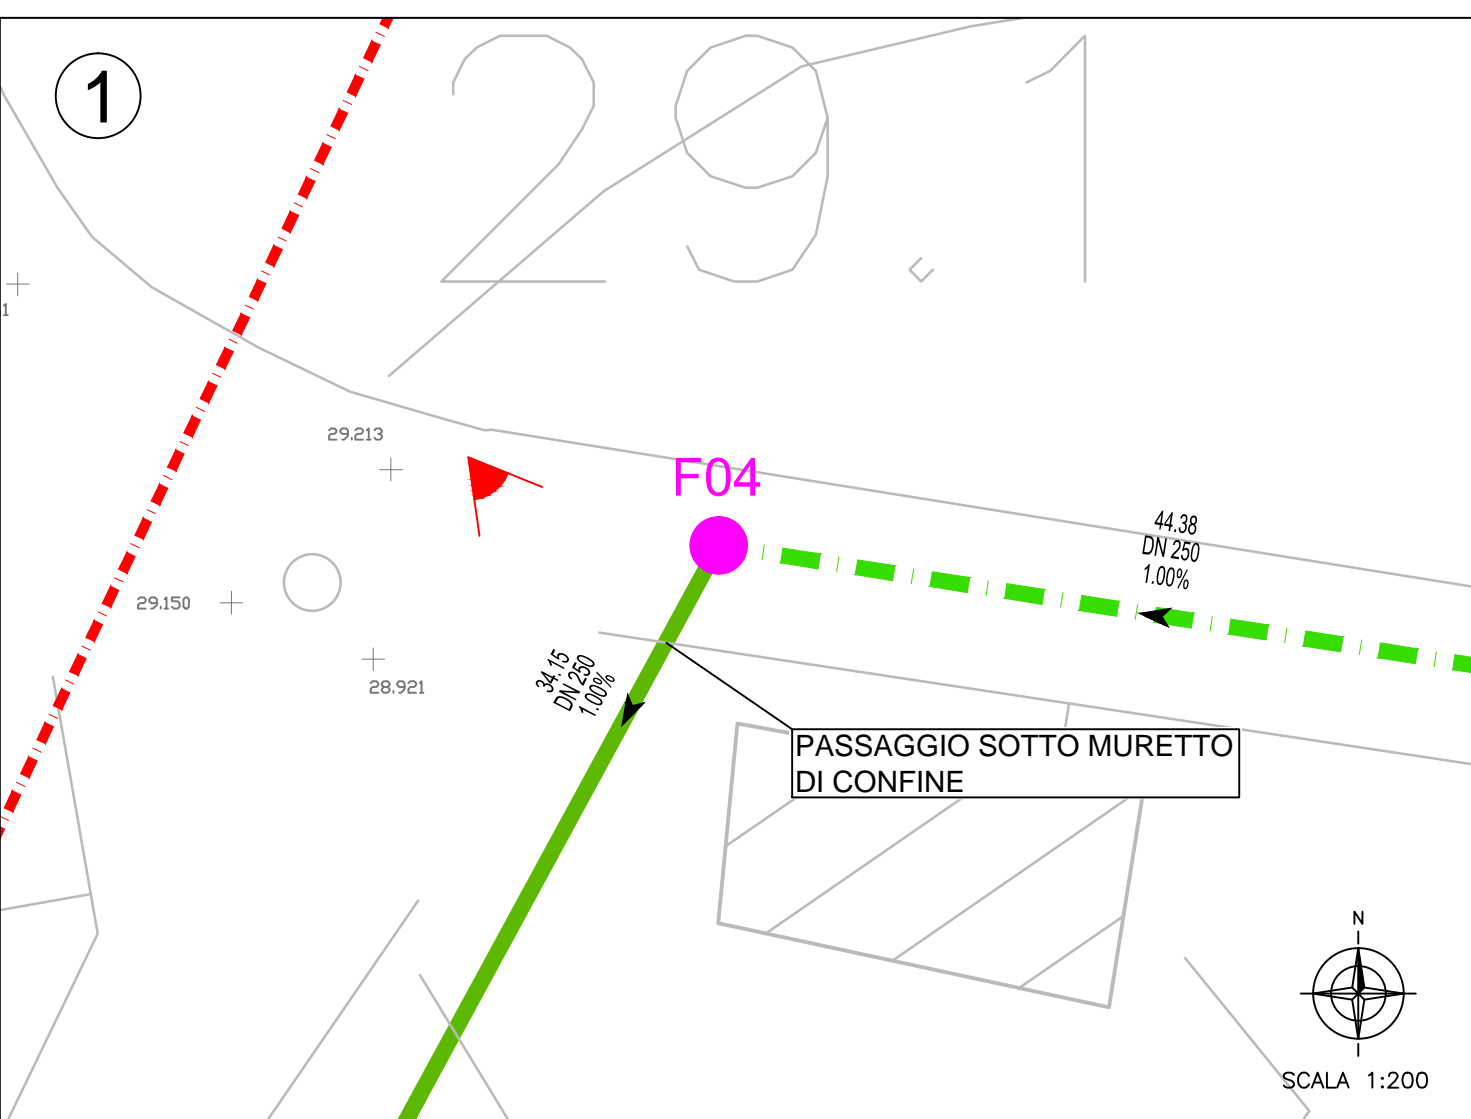 1
291
E
1
29.213
F04
44.38
DN 250
1.00%
29.150
28.921
34.15
DN 250
1.00%
PASSAGGIO SOTTO MURETTO
DI CONFINE
N
SCALA 1:200